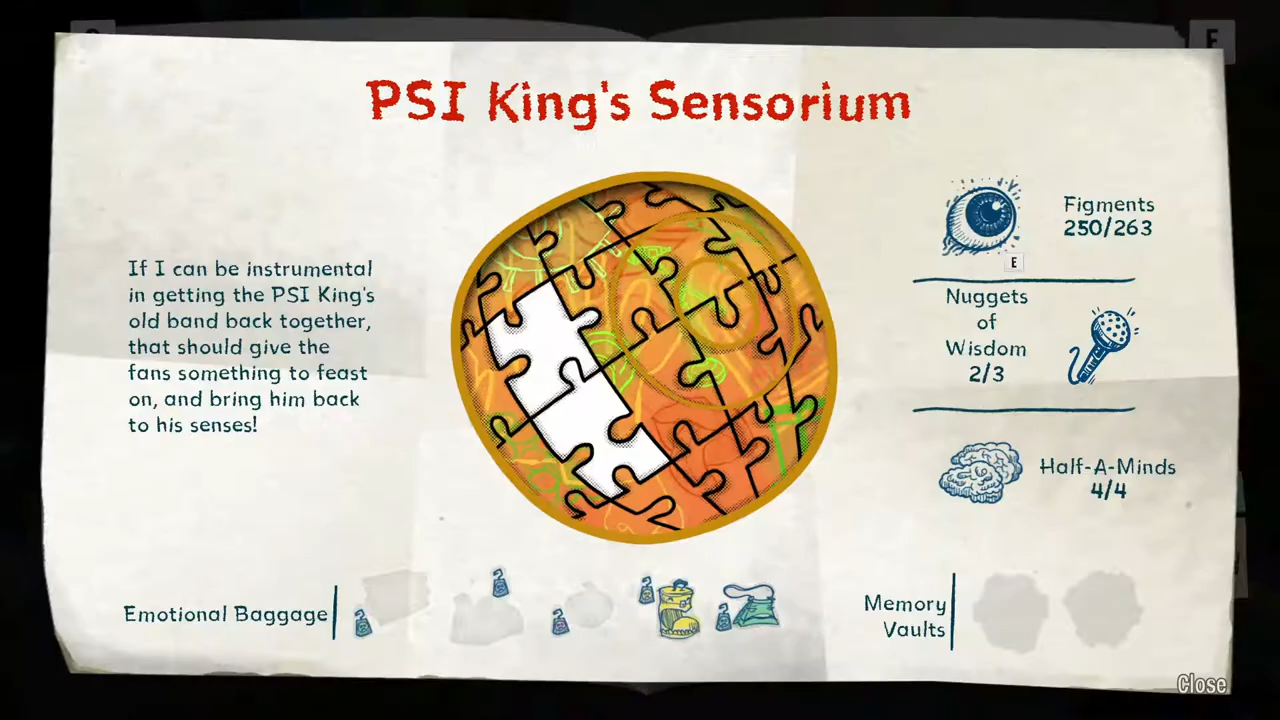 E
PSI King's Sensorium
If I can be instrumental
in getting the PSI King's
old band back together,
that should give the
fans something to feast
on, and bring him back
to his senses!
Figments
250/263
E
Nuggets
of
Wisdom
2/3
Half-A-Minds
4/4
Emotional Baggage
Memory
Vaults
Close